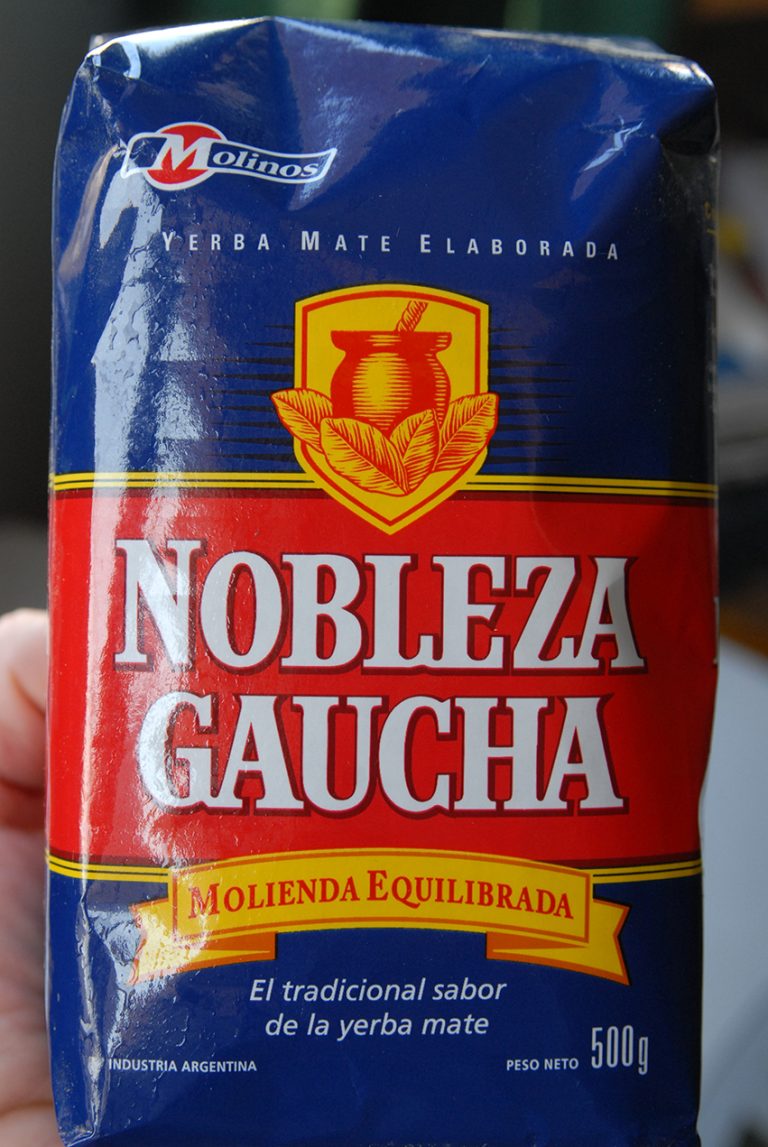 Molinos
YERBA MATE ELABORADA
NOBLEZA
GAUCHA
MOLIENDA EQUILIBRADA
El tradicional sabor
de la yerba mate
INDUSTRIA ARGENTINA
PESO NETO 500g